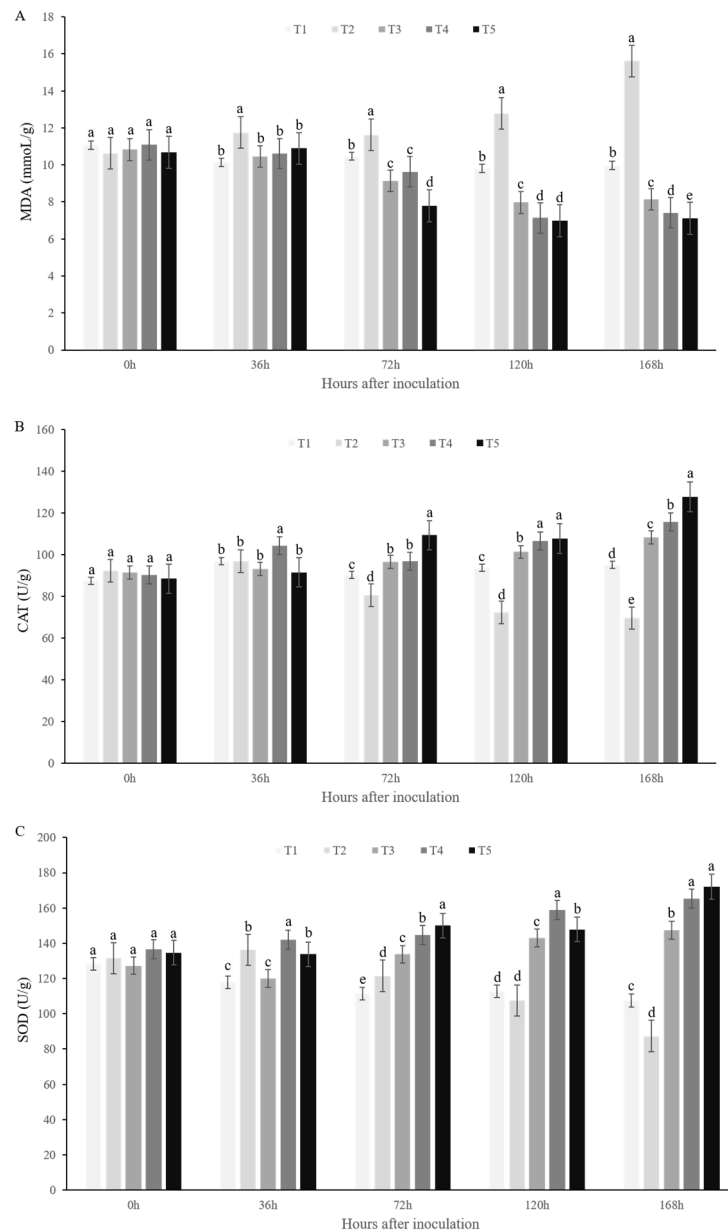 A
T1 T2 T3 T4 T5
18
16
14
12
10
8
6
4
2
0
MDA (mmoL/g)
a a a a a
b a b b b
b a c c d
b a c d d
b a c d e
0h 36h 72h 120h 168h
Hours after inoculation
B
T1 T2 T3 T4 T5
160
140
120
100
80
60
40
20
0
CAT (U/g)
a a a a a
b b b a b
c d b b a
c d b a a
d e c b a
0h 36h 72h 120h 168h
Hours after inoculation
C
T1 T2 T3 T4 T5
200
180
160
140
120
100
80
60
40
20
0
SOD (U/g)
a a a a a
c b c a b
e d c b a
d d c a b
c d b a a
0h 36h 72h 120h 168h
Hours after inoculation